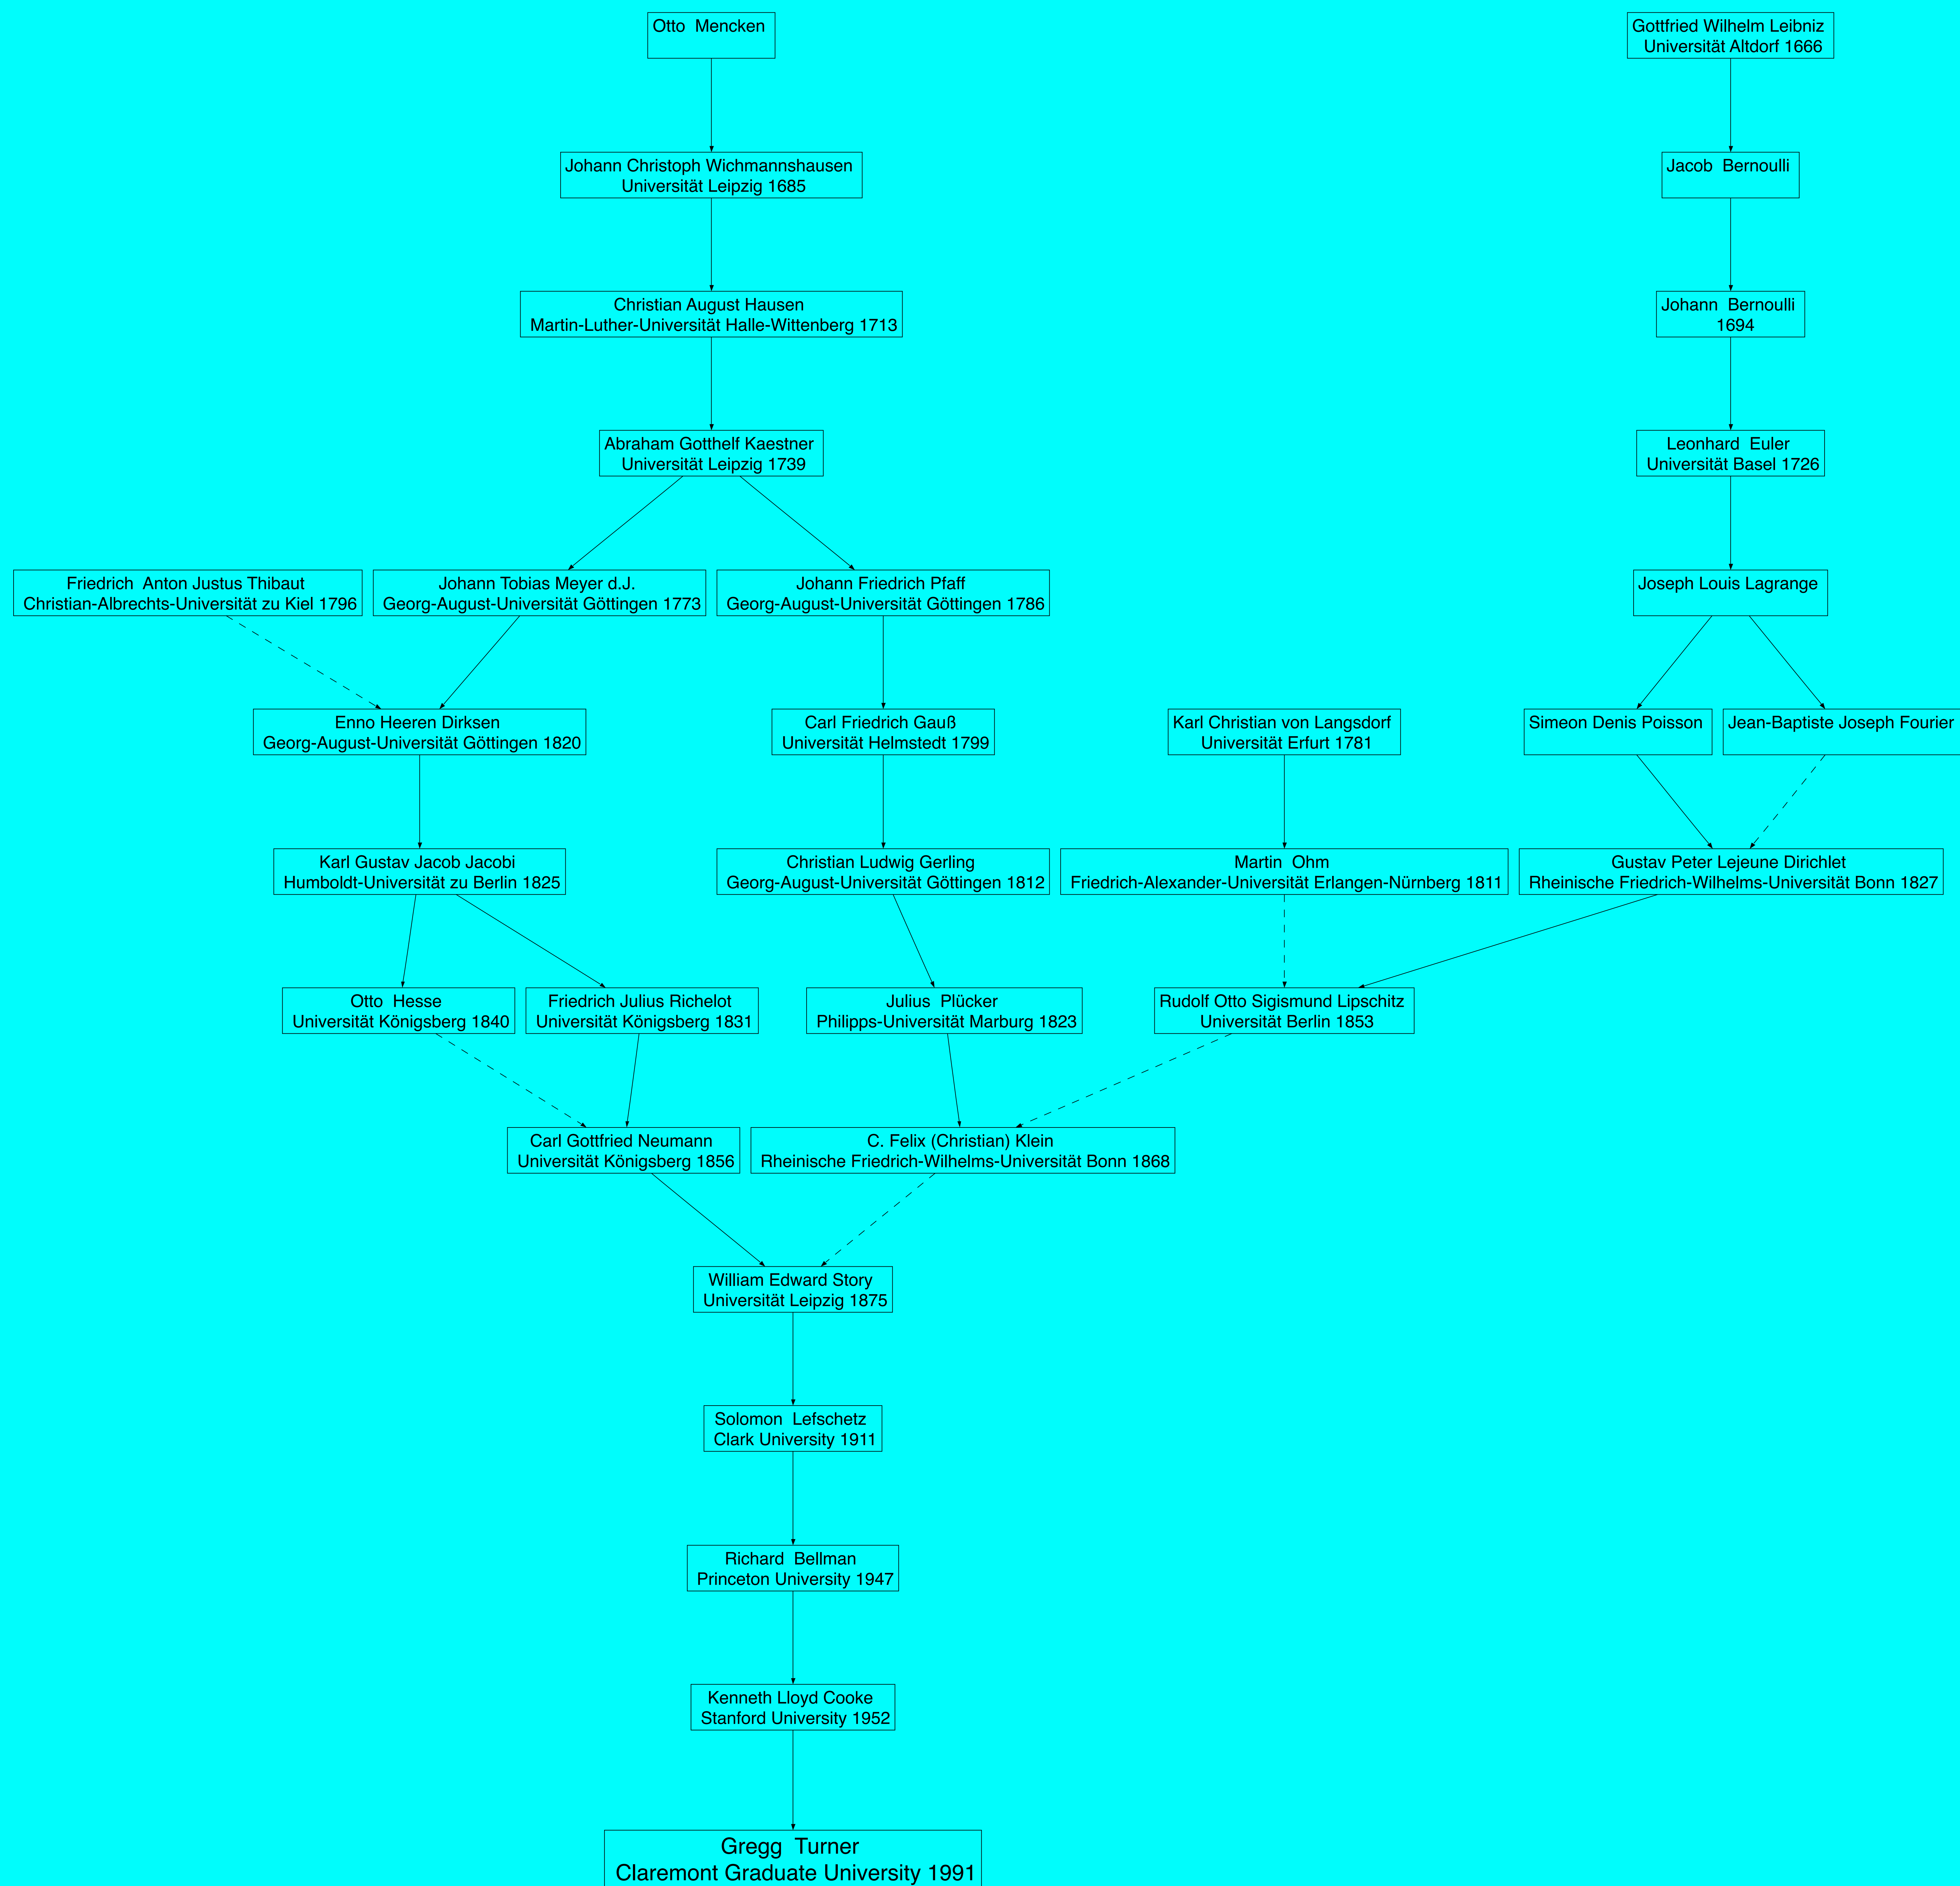 Otto Mencken
Gottfried Wilhelm Leibniz
Universität Altdorf 1666
Johann Christoph Wichmannshausen
Universität Leipzig 1685
Jacob Bernoulli
Christian August Hausen
Martin-Luther-Universität Halle-Wittenberg 1713
Johann Bernoulli
1694
Abraham Gotthelf Kaestner
Universität Leipzig 1739
Leonhard Euler
Universität Basel 1726
Friedrich Anton Justus Thibaut
Christian-Albrechts-Universität zu Kiel 1796
Johann Tobias Meyer d.J.
Georg-August-Universität Göttingen 1773
Johann Friedrich Pfaff
Georg-August-Universität Göttingen 1786
Joseph Louis Lagrange
Enno Heeren Dirksen
Georg-August-Universität Göttingen 1820
Carl Friedrich Gauß
Universität Helmstedt 1799
Karl Christian von Langsdorf
Universität Erfurt 1781
Simeon Denis Poisson
Jean-Baptiste Joseph Fourier
Karl Gustav Jacob Jacobi
Humboldt-Universität zu Berlin 1825
Christian Ludwig Gerling
Georg-August-Universität Göttingen 1812
Martin Ohm
Friedrich-Alexander-Universität Erlangen-Nürnberg 1811
Gustav Peter Lejeune Dirichlet
Rheinische Friedrich-Wilhelms-Universität Bonn 1827
Otto Hesse
Universität Königsberg 1840
Friedrich Julius Richelot
Universität Königsberg 1831
Julius Plücker
Philipps-Universität Marburg 1823
Rudolf Otto Sigismund Lipschitz
Universität Berlin 1853
Carl Gottfried Neumann
Universität Königsberg 1856
C. Felix (Christian) Klein
Rheinische Friedrich-Wilhelms-Universität Bonn 1868
William Edward Story
Universität Leipzig 1875
Solomon Lefschetz
Clark University 1911
Richard Bellman
Princeton University 1947
Kenneth Lloyd Cooke
Stanford University 1952
Gregg Turner
Claremont Graduate University 1991